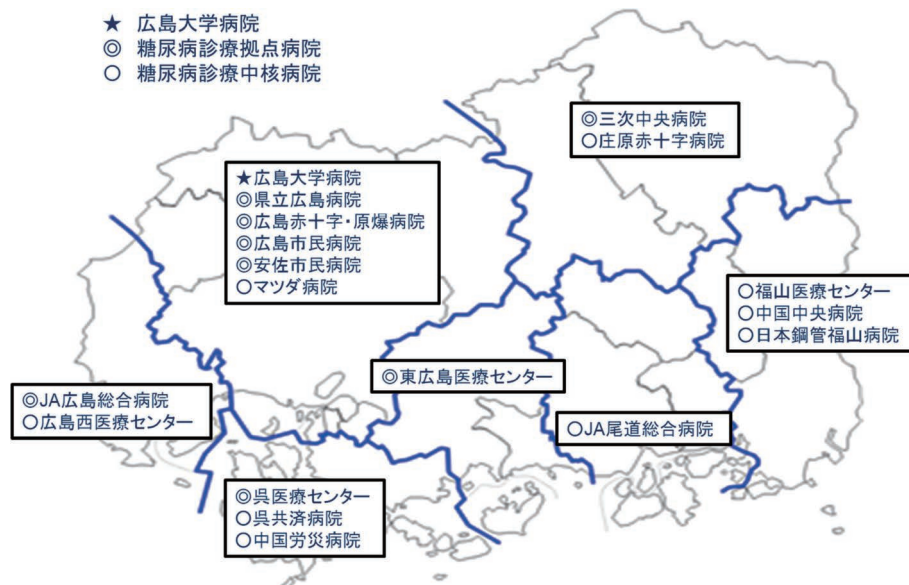 ★ 広島大学病院
◎ 糖尿病診療拠点病院
○ 糖尿病診療中核病院
◎三次中央病院
○庄原赤十字病院
★広島大学病院
◎県立広島病院
◎広島赤十字・原爆病院
◎広島市民病院
◎安佐市民病院
○マツダ病院
○福山医療センター
○中国中央病院
○日本鋼管福山病院
◎東広島医療センター
◎JA広島総合病院
○広島西医療センター
○JA尾道総合病院
◎呉医療センター
○呉共済病院
○中国労災病院